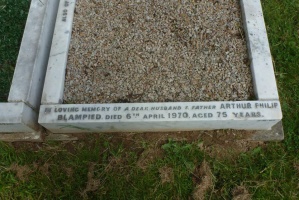 IN LOVING MEMORY OF A DEAR HUSBAND & FATHER ARTHUR PHILIP
BLAMPIED DIED 6TH APRIL 1970, AGED 75 YEARS.